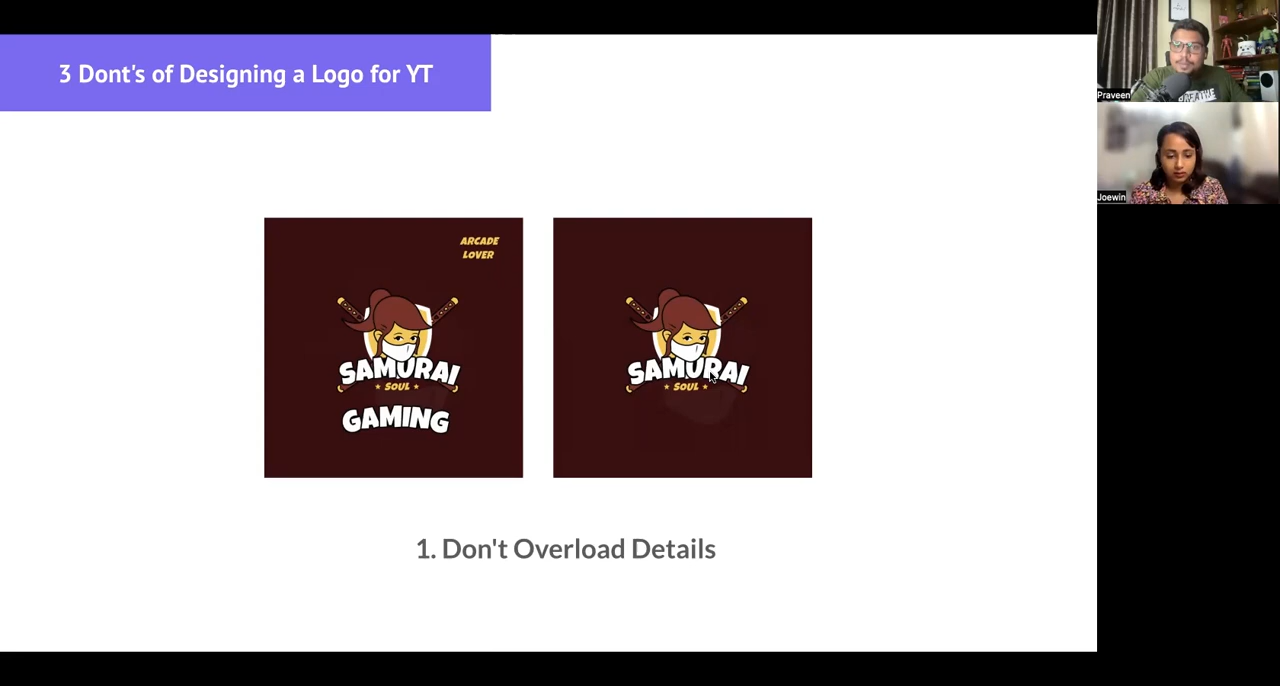 3 Dont's of Designing a Logo for YT
ARCADE
LOVER
SAMURAI
SOUL
GAMING
SAMURAI
SOUL
1. Don't Overload Details
Praveen
BREATHE
Joewin